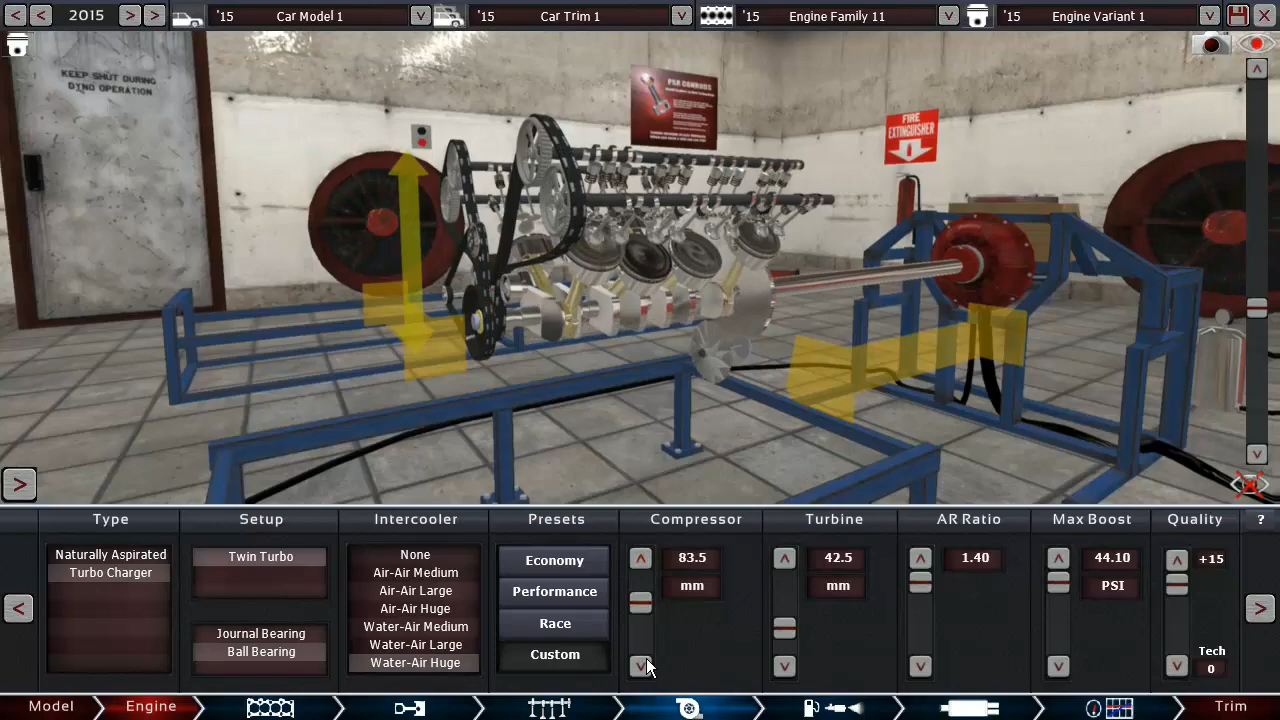 2015
'15 Car Model 1
'15 Car Trim 1
'15 Engine Family 11
'15 Engine Variant 1
KEEP SHUT DURING
DYNO OPERATION
FIRE
EXTINGUISHER
Type
Setup
Intercooler
Presets
Compressor
Turbine
AR Ratio
Max Boost
Quality
?
Naturally Aspirated
Turbo Charger
Twin Turbo
Journal Bearing
Ball Bearing
None
Air-Air Medium
Air-Air Large
Air-Air Huge
Water-Air Medium
Water-Air Large
Water-Air Huge
Economy
Performance
Race
Custom
83.5
mm
42.5
mm
1.40
44.10
PSI
+15
Tech
0
Model
Engine
Trim